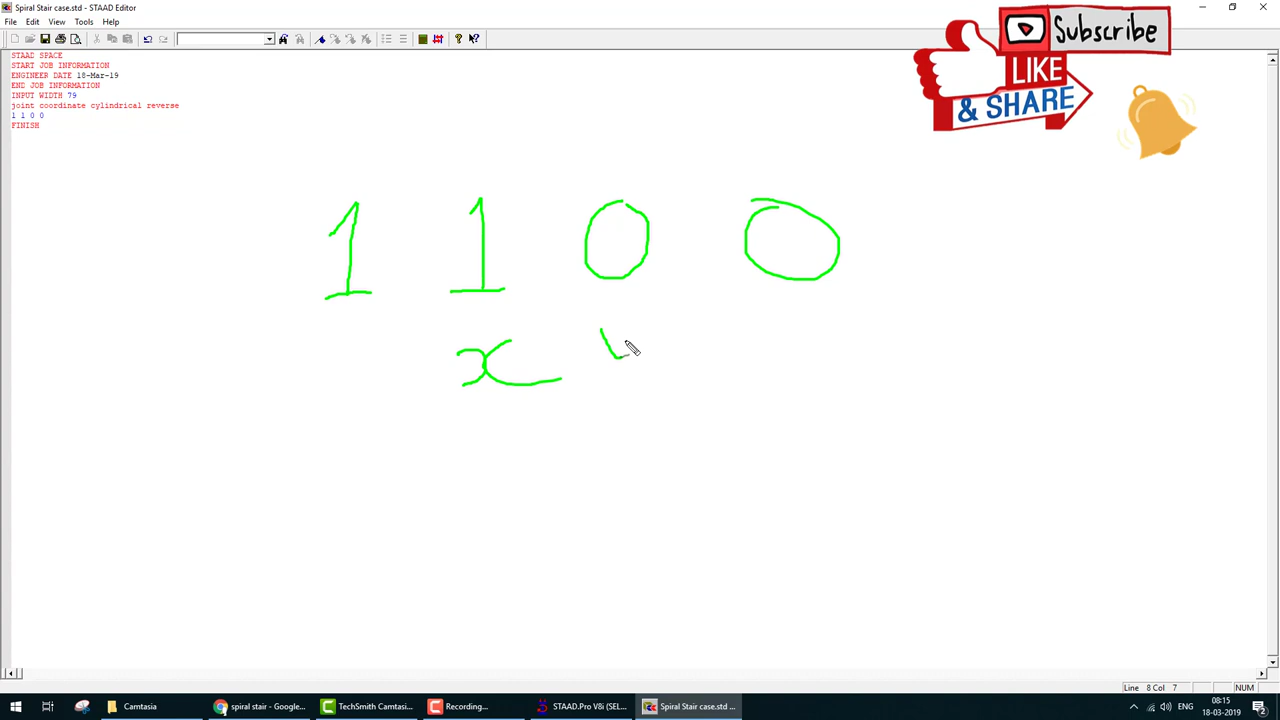 Spiral Stair case.std - STAAD Editor
File Edit View Tools Help
STAAD SPACE
START JOB INFORMATION
ENGINEER DATE 18-Mar-19
END JOB INFORMATION
INPUT WIDTH 79
joint coordinate cylindrical reverse
1 1 0 0
FINISH
Subscribe
LIKE
& SHARE
1 1 0 0
x
Line 8 Col 7 NUM
Camtasia
spiral stair - Google...
TechSmith Camtasi...
Recording...
STAAD.Pro V8i (SEL...
Spiral Stair case.std ...
ENG
08:15
18-03-2019
2